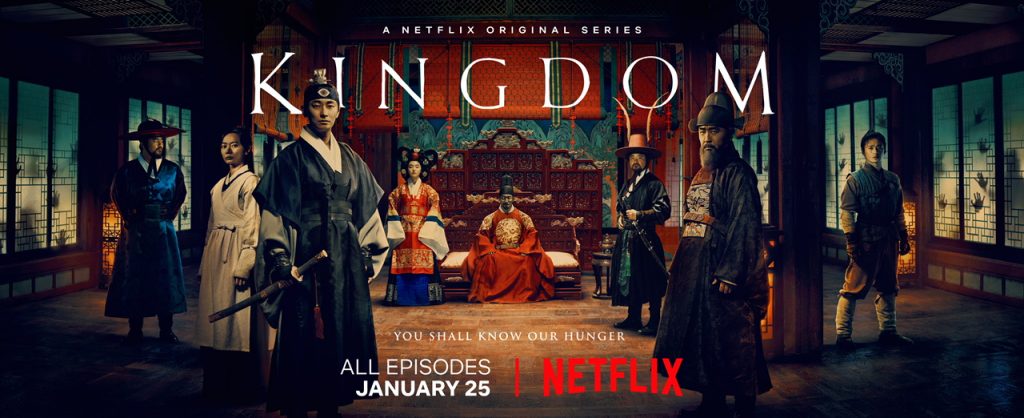 A NETFLIX ORIGINAL SERIES
KINGDOM
YOU SHALL KNOW OUR HUNGER
ALL EPISODES
JANUARY 25
NETFLIX